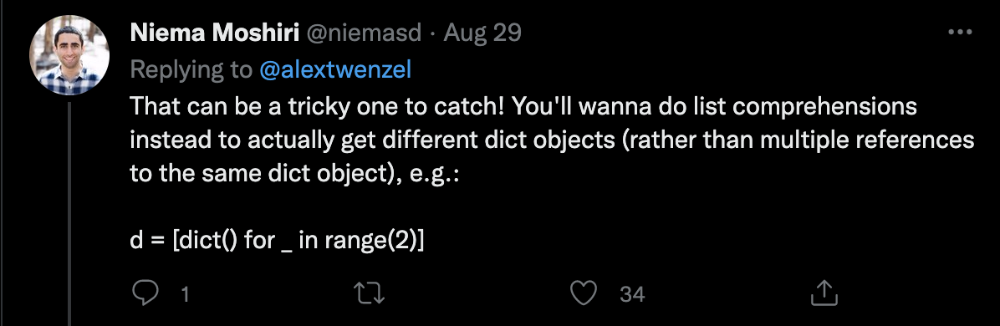 Niema Moshiri @niemasd · Aug 29
Replying to @alextwenzel
That can be a tricky one to catch! You'll wanna do list comprehensions
instead to actually get different dict objects (rather than multiple references
to the same dict object), e.g.:
d = [dict() for _ in range(2)]
1 34